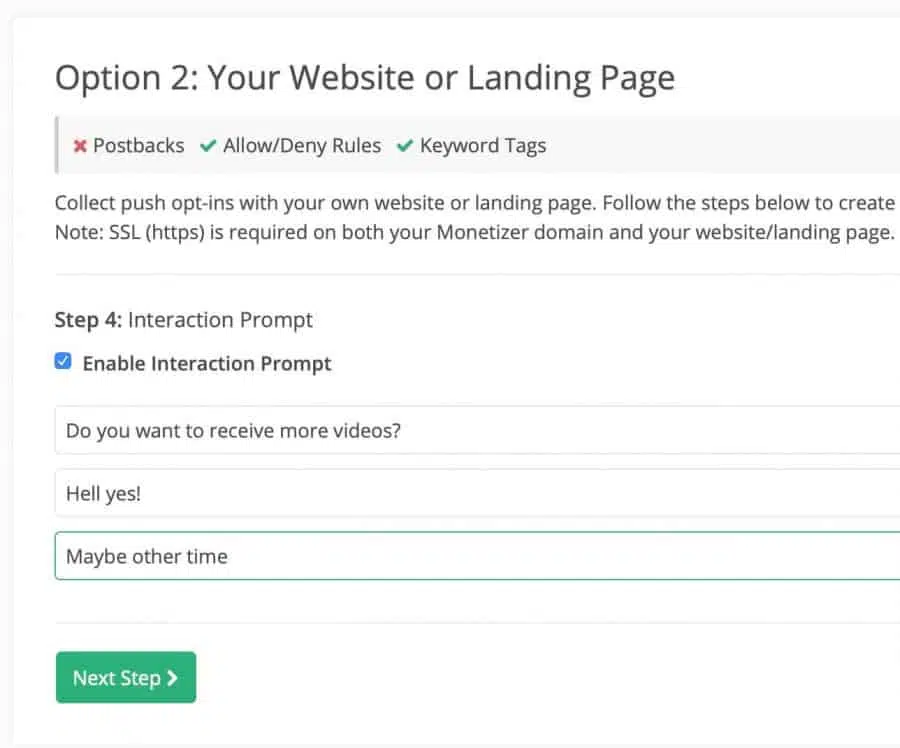 Option 2: Your Website or Landing Page
Postbacks Allow/Deny Rules Keyword Tags
Collect push opt-ins with your own website or landing page. Follow the steps below to create
Note: SSL (https) is required on both your Monetizer domain and your website/landing page.
Step 4: Interaction Prompt
Enable Interaction Prompt
Do you want to receive more videos?
Hell yes!
Maybe other time
Next Step